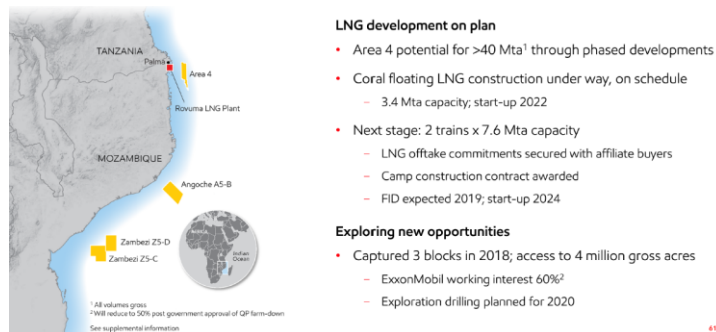 TANZANIA
Palma
Area 4
Rovuma LNG Plant
MOZAMBIQUE
Angoche A5-B
Zambezi Z5-D
Zambezi Z5-C
AFRICA
Indian
Ocean
¹ All volumes gross
² Will reduce to 50% post government approval of QP farm-down
See supplemental information
LNG development on plan
• Area 4 potential for >40 Mta¹ through phased developments
• Coral floating LNG construction under way, on schedule
– 3.4 Mta capacity; start-up 2022
• Next stage: 2 trains x 7.6 Mta capacity
– LNG offtake commitments secured with affiliate buyers
– Camp construction contract awarded
– FID expected 2019; start-up 2024
Exploring new opportunities
• Captured 3 blocks in 2018; access to 4 million gross acres
– ExxonMobil working interest 60%²
– Exploration drilling planned for 2020
61